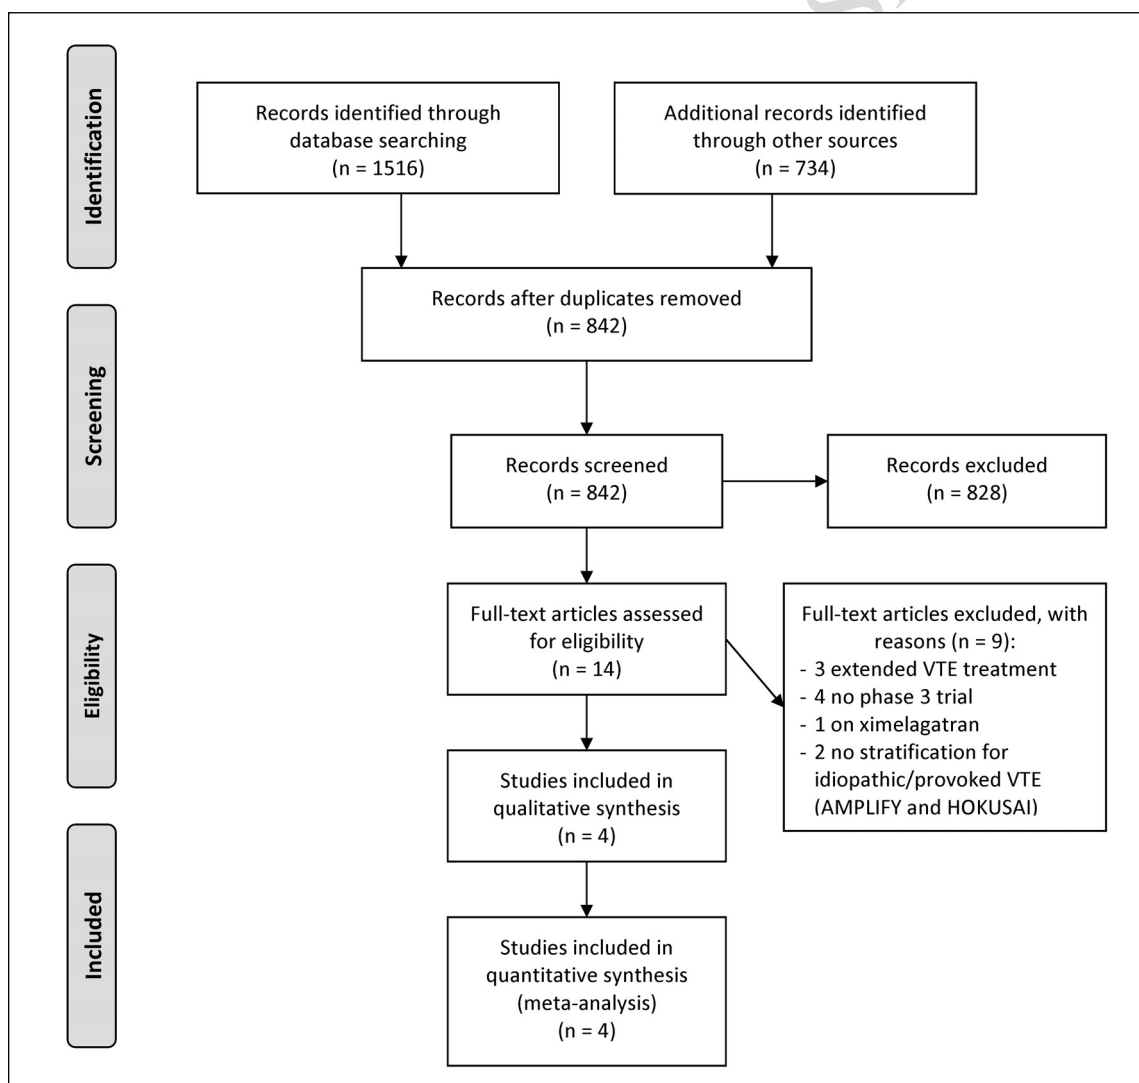 Identification
Records identified through
database searching
(n = 1516)
Additional records identified
through other sources
(n = 734)
Records after duplicates removed
(n = 842)
Screening
Records screened
(n = 842)
Records excluded
(n = 828)
Eligibility
Full-text articles assessed
for eligibility
(n = 14)
Full-text articles excluded, with
reasons (n = 9):
- 3 extended VTE treatment
- 4 no phase 3 trial
- 1 on ximelagatran
- 2 no stratification for
idiopathic/provoked VTE
(AMPLIFY and HOKUSAI)
Studies included in
qualitative synthesis
(n = 4)
Included
Studies included in
quantitative synthesis
(meta-analysis)
(n = 4)